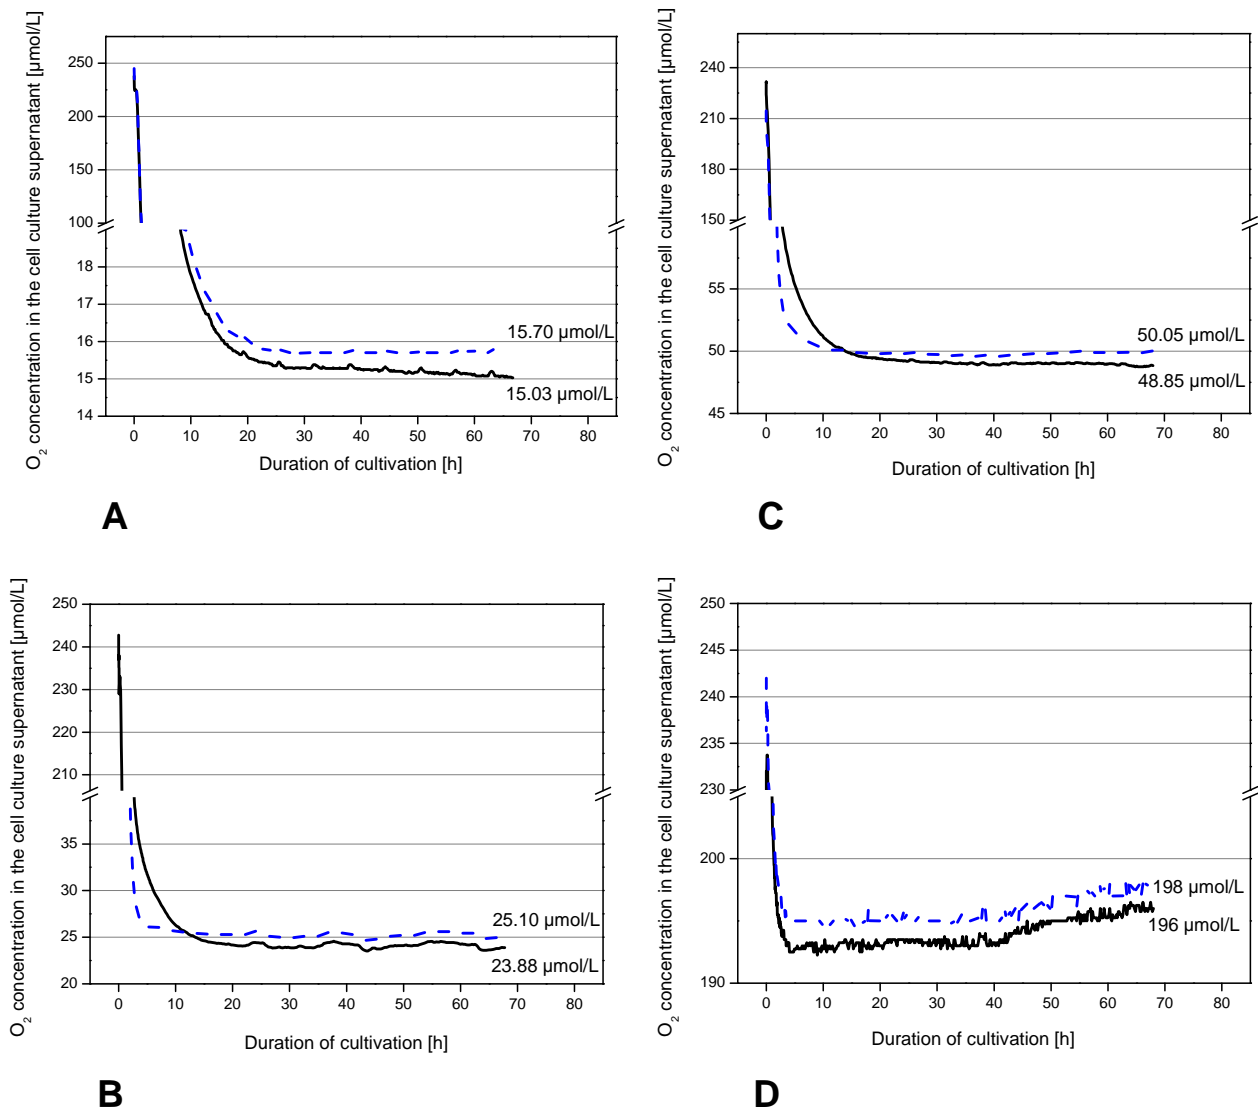 O2 concentration in the cell culture supernatant [µmol/L]
250
200
150
100
18
17
16
15
14
15.70 µmol/L
15.03 µmol/L
0 10 20 30 40 50 60 70 80
Duration of cultivation [h]
A
O2 concentration in the cell culture supernatant [µmol/L]
240
210
180
150
55
50
45
50.05 µmol/L
48.85 µmol/L
0 10 20 30 40 50 60 70 80
Duration of cultivation [h]
C
O2 concentration in the cell culture supernatant [µmol/L]
250
240
230
220
210
35
30
25
20
25.10 µmol/L
23.88 µmol/L
0 10 20 30 40 50 60 70 80
Duration of cultivation [h]
B
O2 concentration in the cell culture supernatant [µmol/L]
250
245
240
235
230
200
190
198 µmol/L
196 µmol/L
0 10 20 30 40 50 60 70 80
Duration of cultivation [h]
D